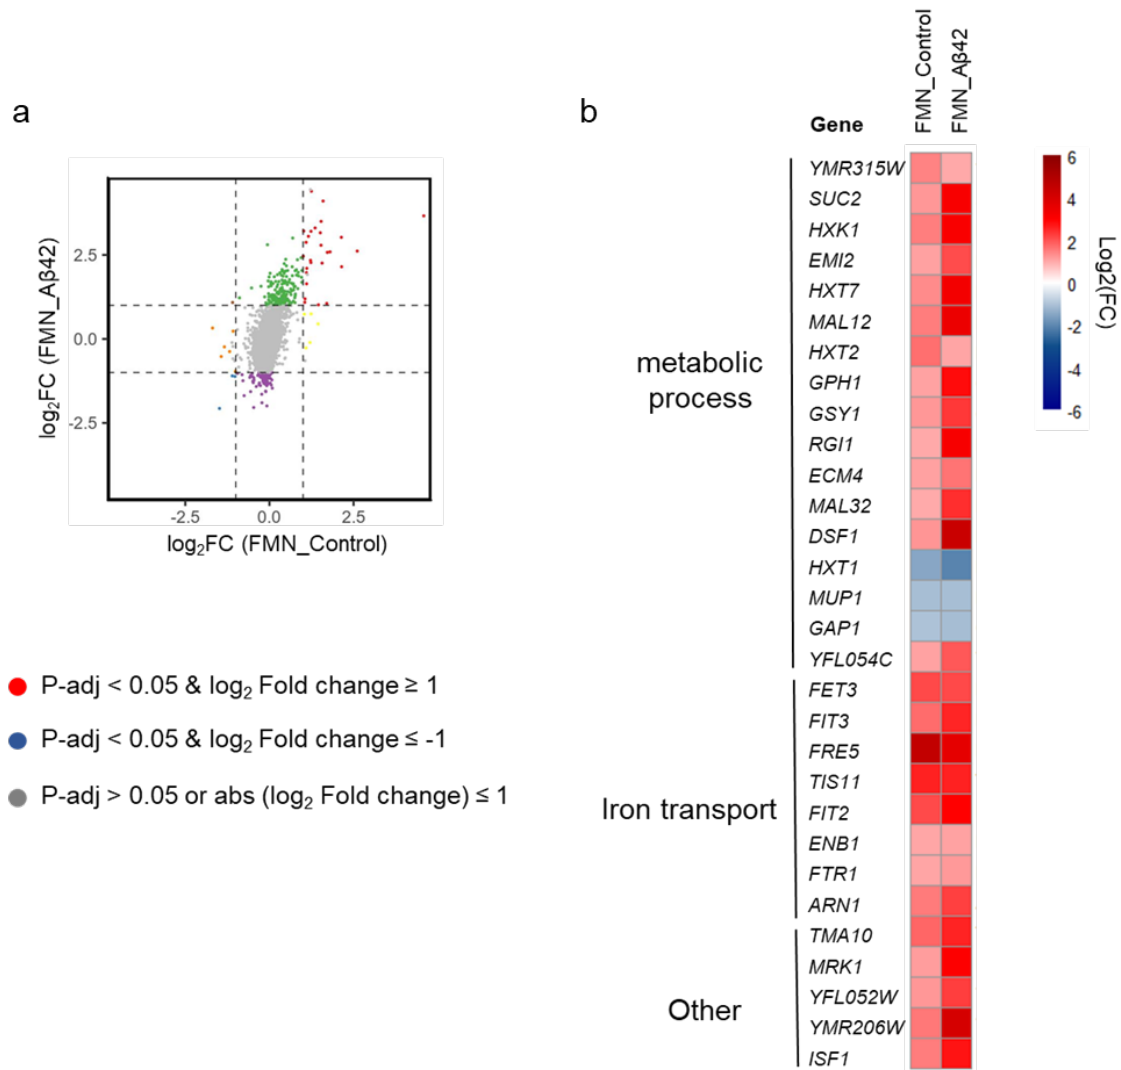 a
log₂FC (FMN_Aβ42)
2.5
0.0
-2.5
-2.5
0.0
2.5
log₂FC (FMN_Control)
P-adj < 0.05 & log₂ Fold change ≥ 1
P-adj < 0.05 & log₂ Fold change ≤ -1
P-adj > 0.05 or abs (log₂ Fold change) ≤ 1
b
Gene
FMN_Control
FMN_Aβ42
metabolic
process
YMR315W
SUC2
HXK1
EMI2
HXT7
MAL12
HXT2
GPH1
GSY1
RGI1
ECM4
MAL32
DSF1
HXT1
MUP1
GAP1
YFL054C
Iron transport
FET3
FIT3
FRE5
TIS11
FIT2
ENB1
FTR1
ARN1
Other
TMA10
MRK1
YFL052W
YMR206W
ISF1
6
4
2
0
-2
-4
-6
Log2(FC)